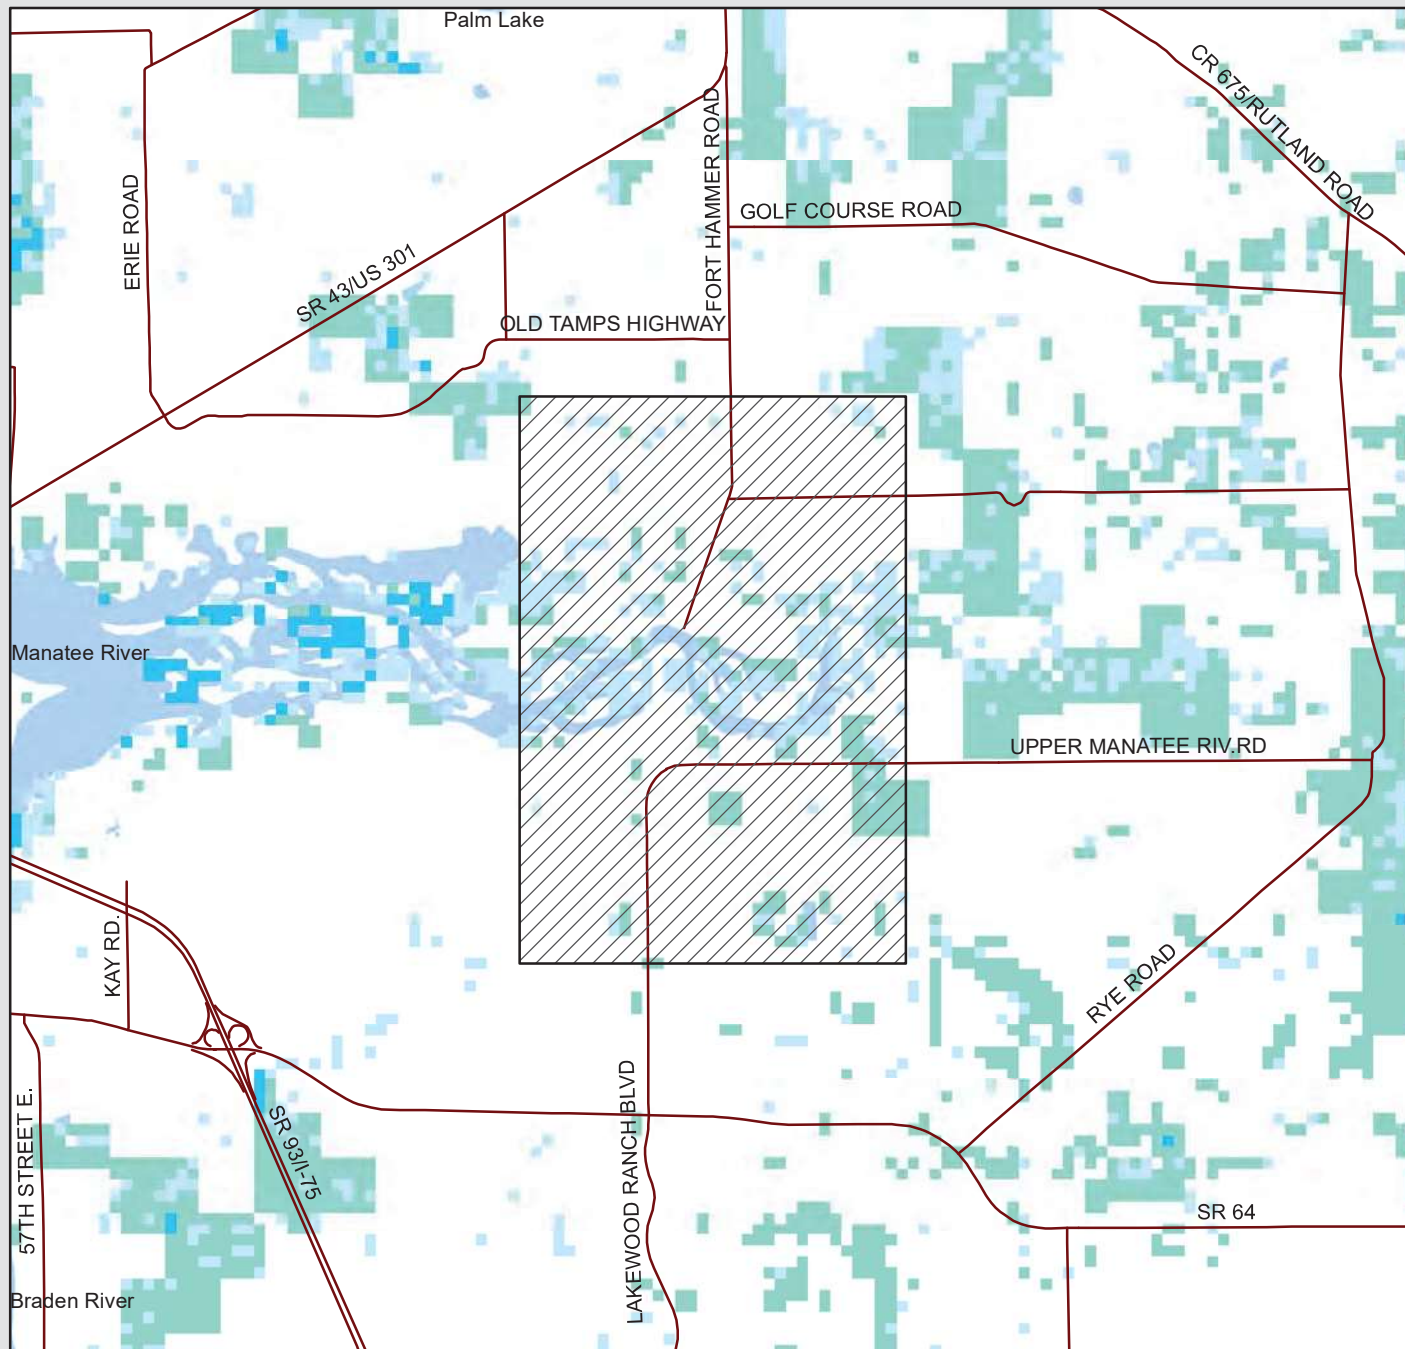 Palm Lake
CR 675/RUTLAND ROAD
FORT HAMMER ROAD
ERIE ROAD
GOLF COURSE ROAD
SR 43/US 301
OLD TAMPS HIGHWAY
Manatee River
UPPER MANATEE RIV.RD
KAY RD.
RYE ROAD
57TH STREET E.
SR 93/I-75
LAKEWOOD RANCH BLVD
SR 64
Braden River